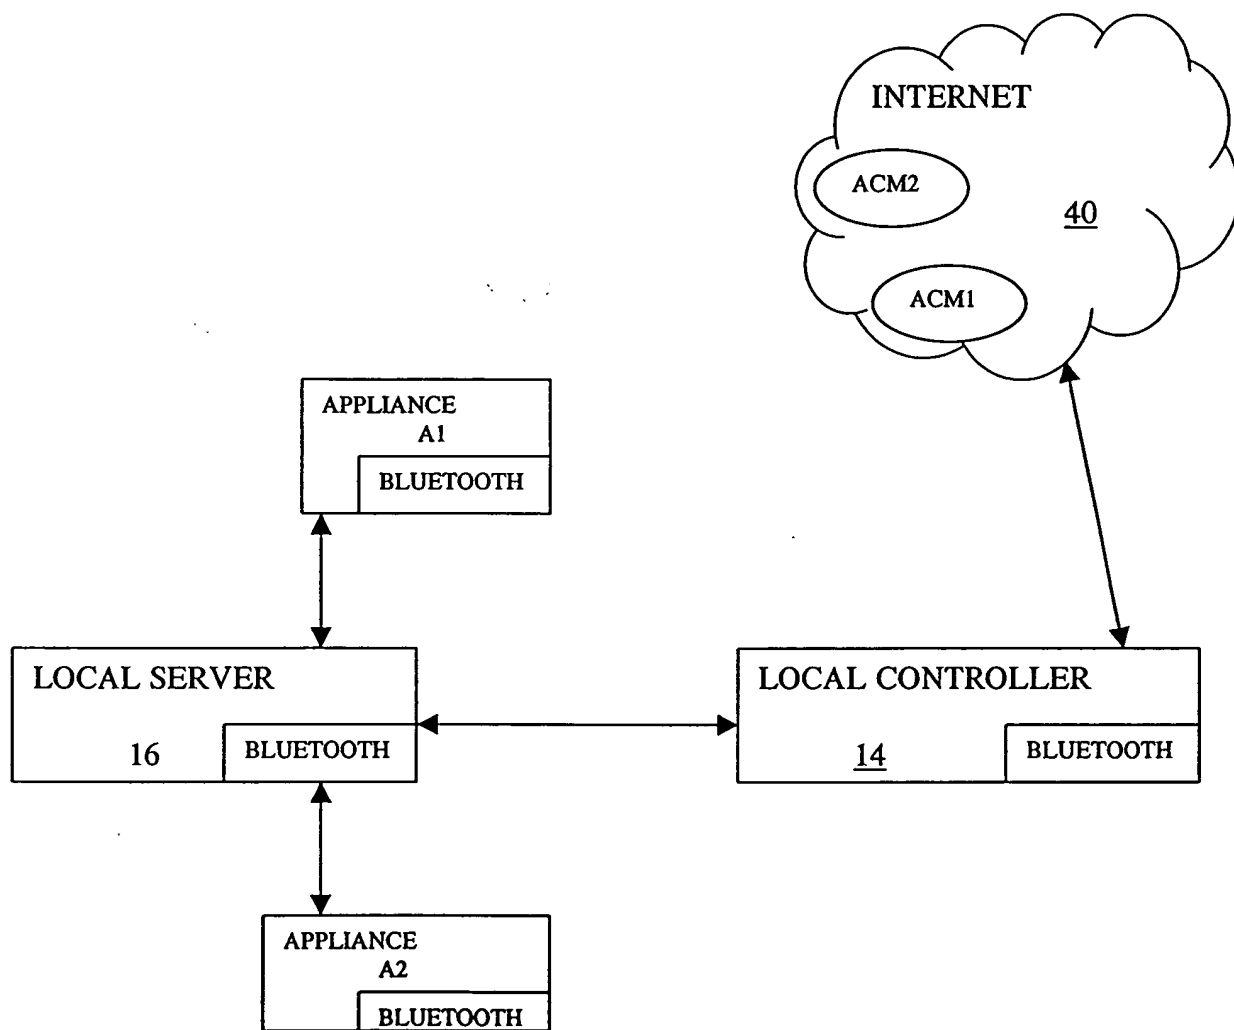 INTERNET
ACM2
40
ACM1
APPLIANCE
A1
BLUETOOTH
LOCAL SERVER
16
BLUETOOTH
LOCAL CONTROLLER
14
BLUETOOTH
APPLIANCE
A2
BLUETOOTH